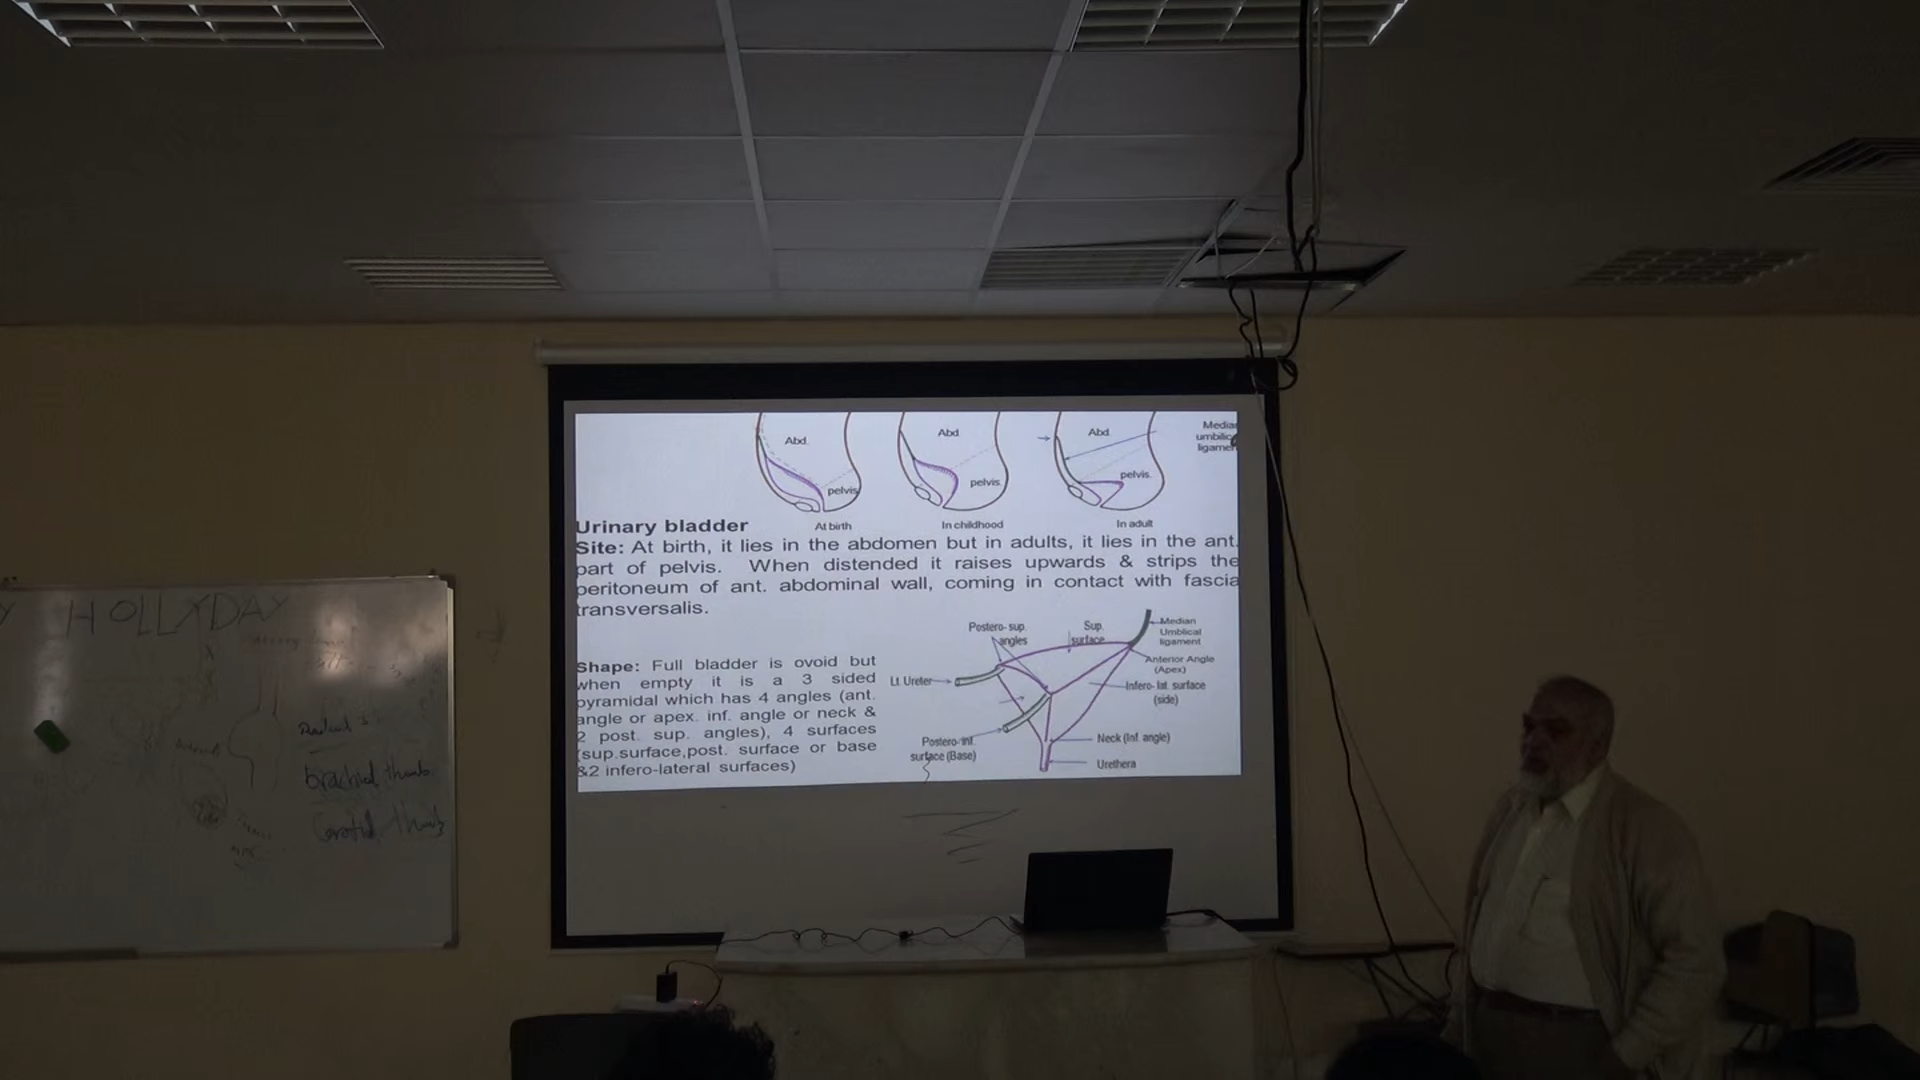 Abd.
pelvis
At birth
Abd
pelvis.
In childhood
Abd.
pelvis.
In adult
Urinary bladder
Site: At birth, it lies in the abdomen but in adults, it lies in the ant.
part of pelvis. When distended it raises upwards & strips the
peritoneum of ant. abdominal wall, coming in contact with fascia
transversalis.
Shape: Full bladder is ovoid but
when empty it is a 3 sided
pyramidal which has 4 angles (ant.
angle or apex. inf. angle or neck &
2 post. sup. angles), 4 surfaces
(sup.surface,post. surface or base
&2 infero-lateral surfaces)
Postero- sup.
angles
Sup.
surface
Median
Umblical
ligament
Anterior Angle
(Apex)
Lt. Ureter
Infero- lat. surface
(side)
Postero-inf.
surface (Base)
Neck (Inf. angle)
Urethera
Y HOLLYDAY
brachial thumb